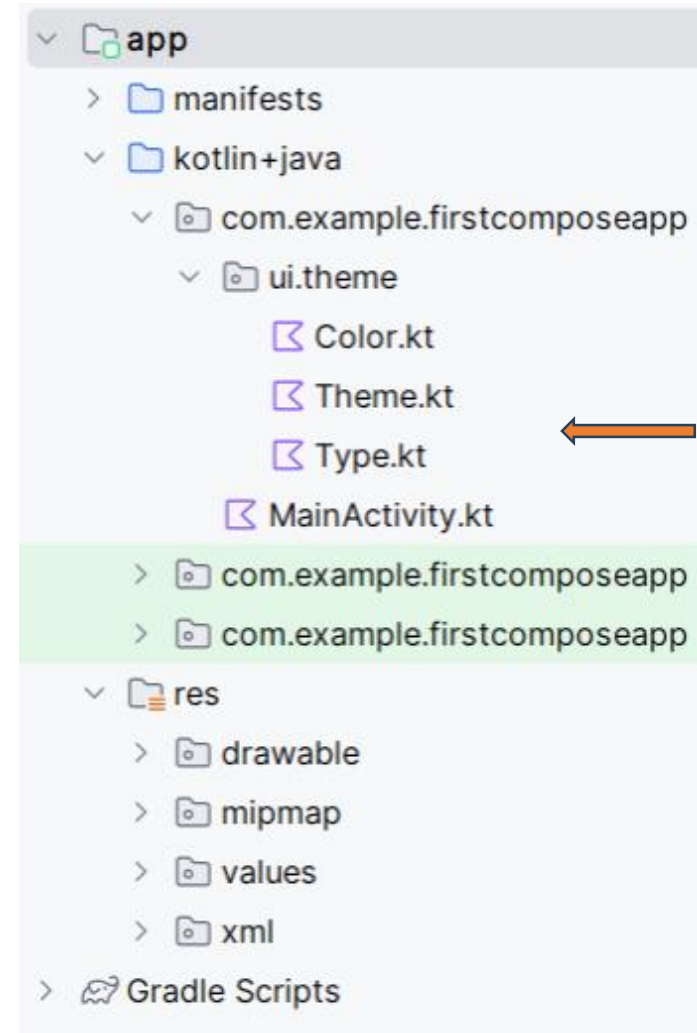 app
manifests
kotlin+java
com.example.firstcomposeapp
ui.theme
Color.kt
Theme.kt
Type.kt
MainActivity.kt
com.example.firstcomposeapp
com.example.firstcomposeapp
res
drawable
mipmap
values
xml
Gradle Scripts